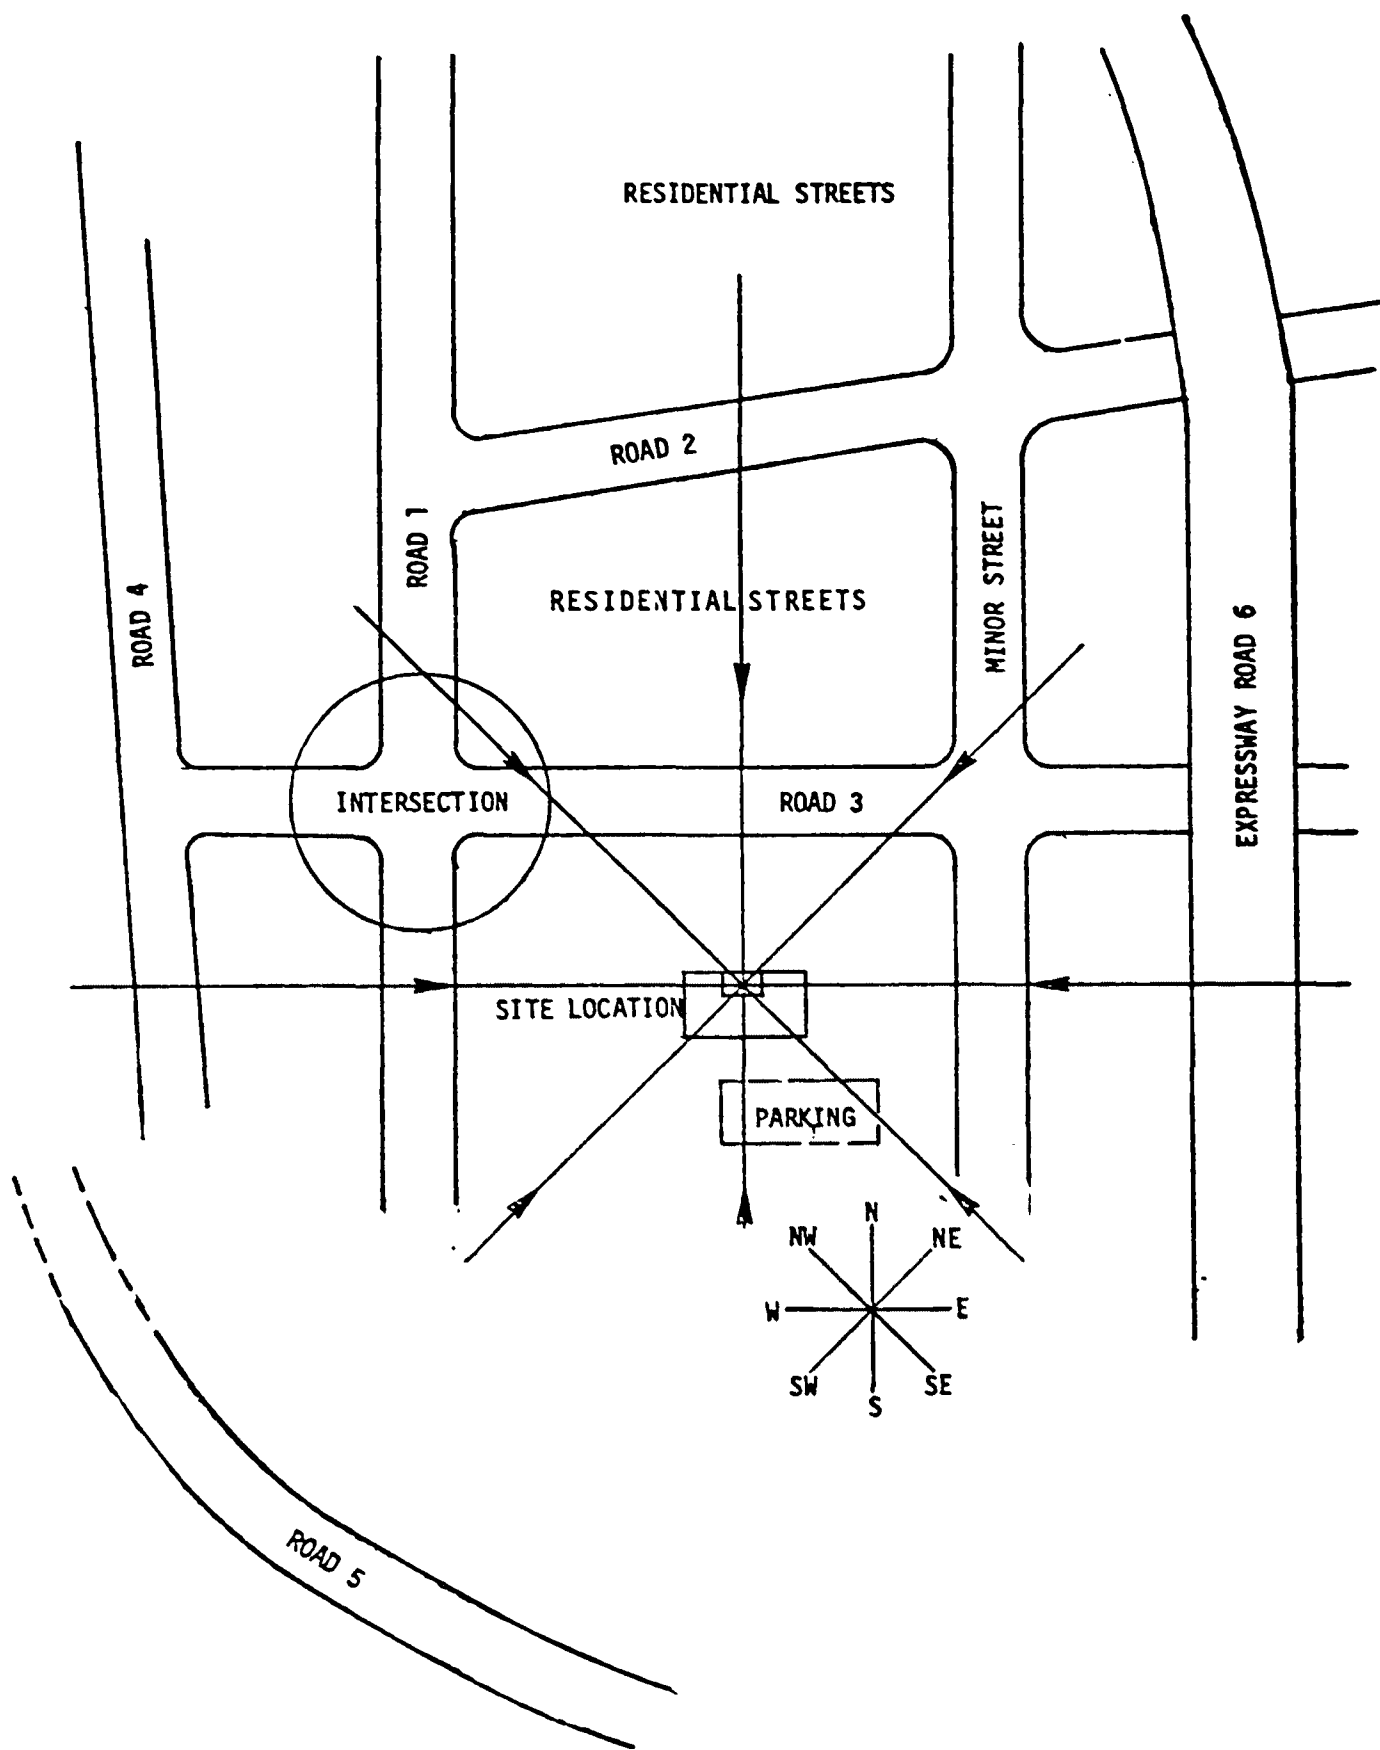 RESIDENTIAL STREETS
ROAD 2
ROAD 1
MINOR STREET
ROAD 4
RESIDENTIAL STREETS
EXPRESSWAY ROAD 6
INTERSECTION
ROAD 3
SITE LOCATION
PARKING
N
NW
NE
W
E
SW
SE
S
ROAD 5